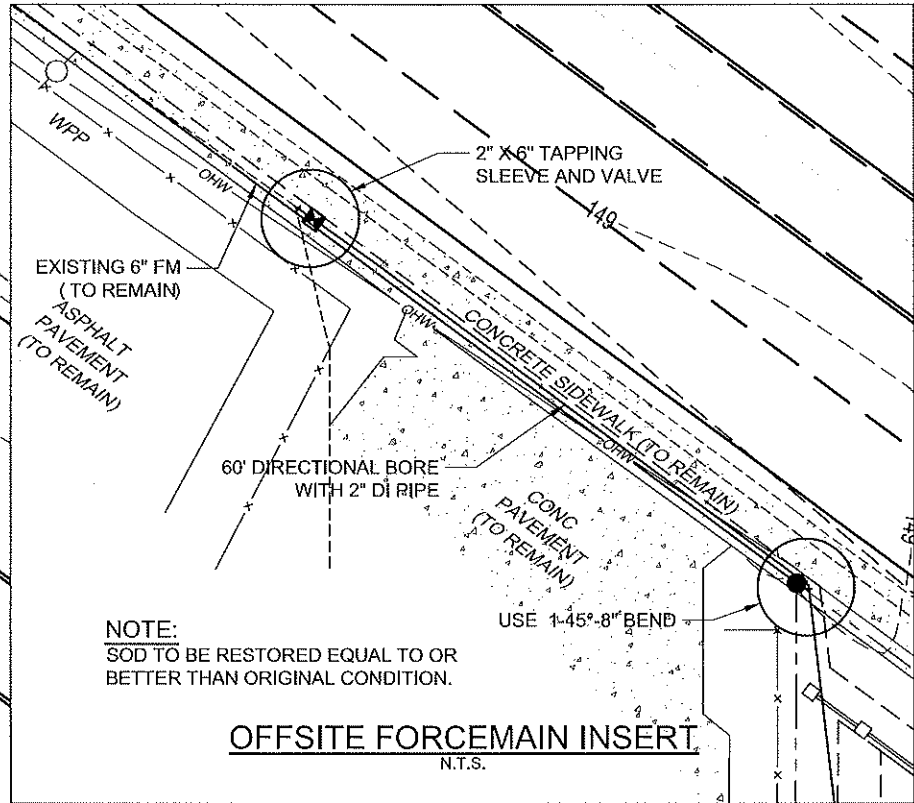 WPP
OHW
2" X 6" TAPPING
SLEEVE AND VALVE
149
EXISTING 6" FM
( TO REMAIN)
ASPHALT
PAVEMENT
(TO REMAIN)
OHW
CONCRETE SIDEWALK (TO REMAIN)
OHW
60' DIRECTIONAL BORE
WITH 2" DI PIPE
CONC
PAVEMENT
(TO REMAIN)
149
USE 1-45°-8" BEND
NOTE:
SOD TO BE RESTORED EQUAL TO OR
BETTER THAN ORIGINAL CONDITION.
OFFSITE FORCEMAIN INSERT
N.T.S.